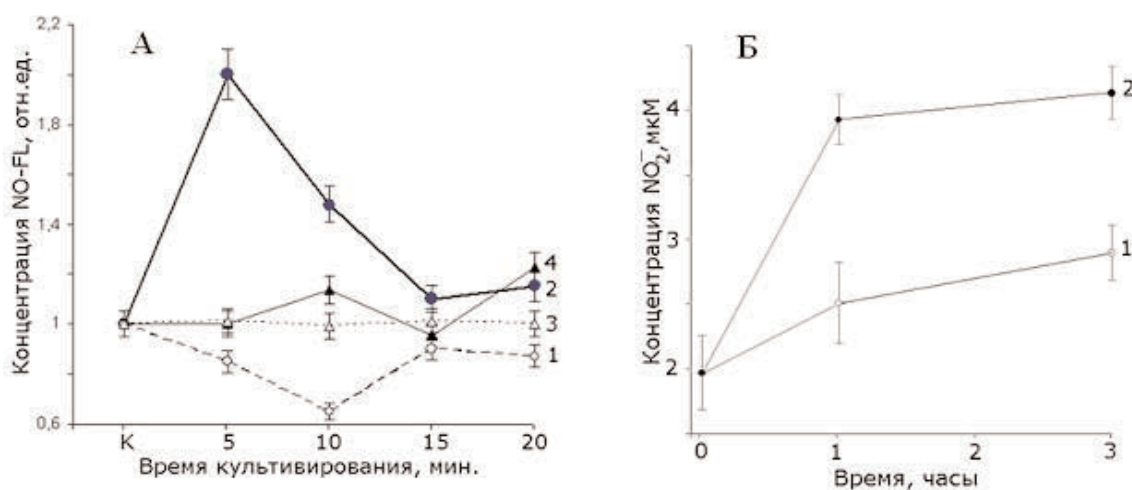 А
Концентрация NO-FL, отн.ед.
2,2
1,8
1,4
1
0,6
4
2
3
1
К 5 10 15 20
Время культивирования, мин.
Б
Концентрация NO₂⁻, мкМ
4
3
2
2
1
0 1 2 3
Время, часы